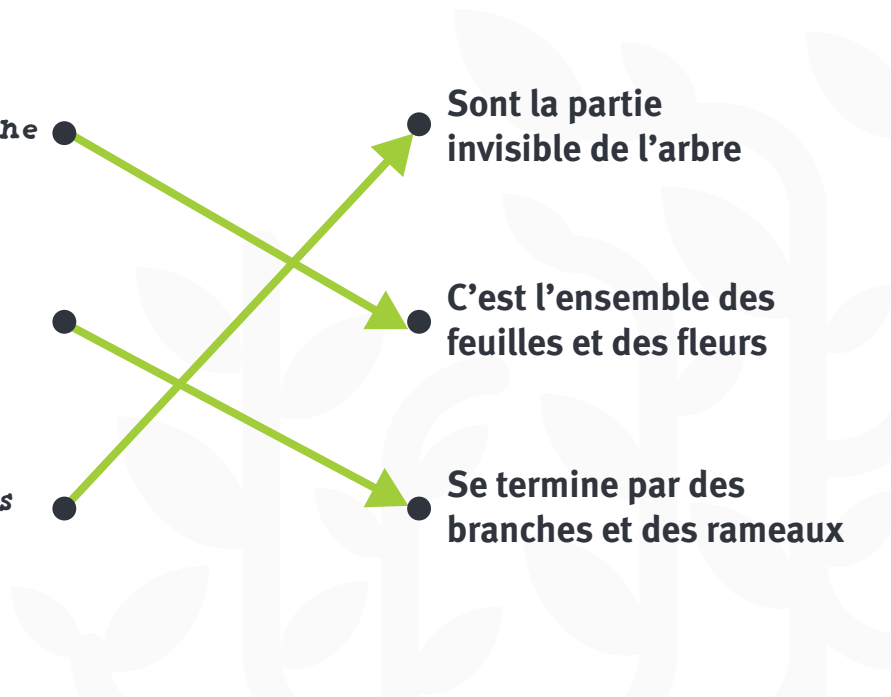 ne
Sont la partie
invisible de l’arbre
C’est l’ensemble des
feuilles et des fleurs
s
Se termine par des
branches et des rameaux